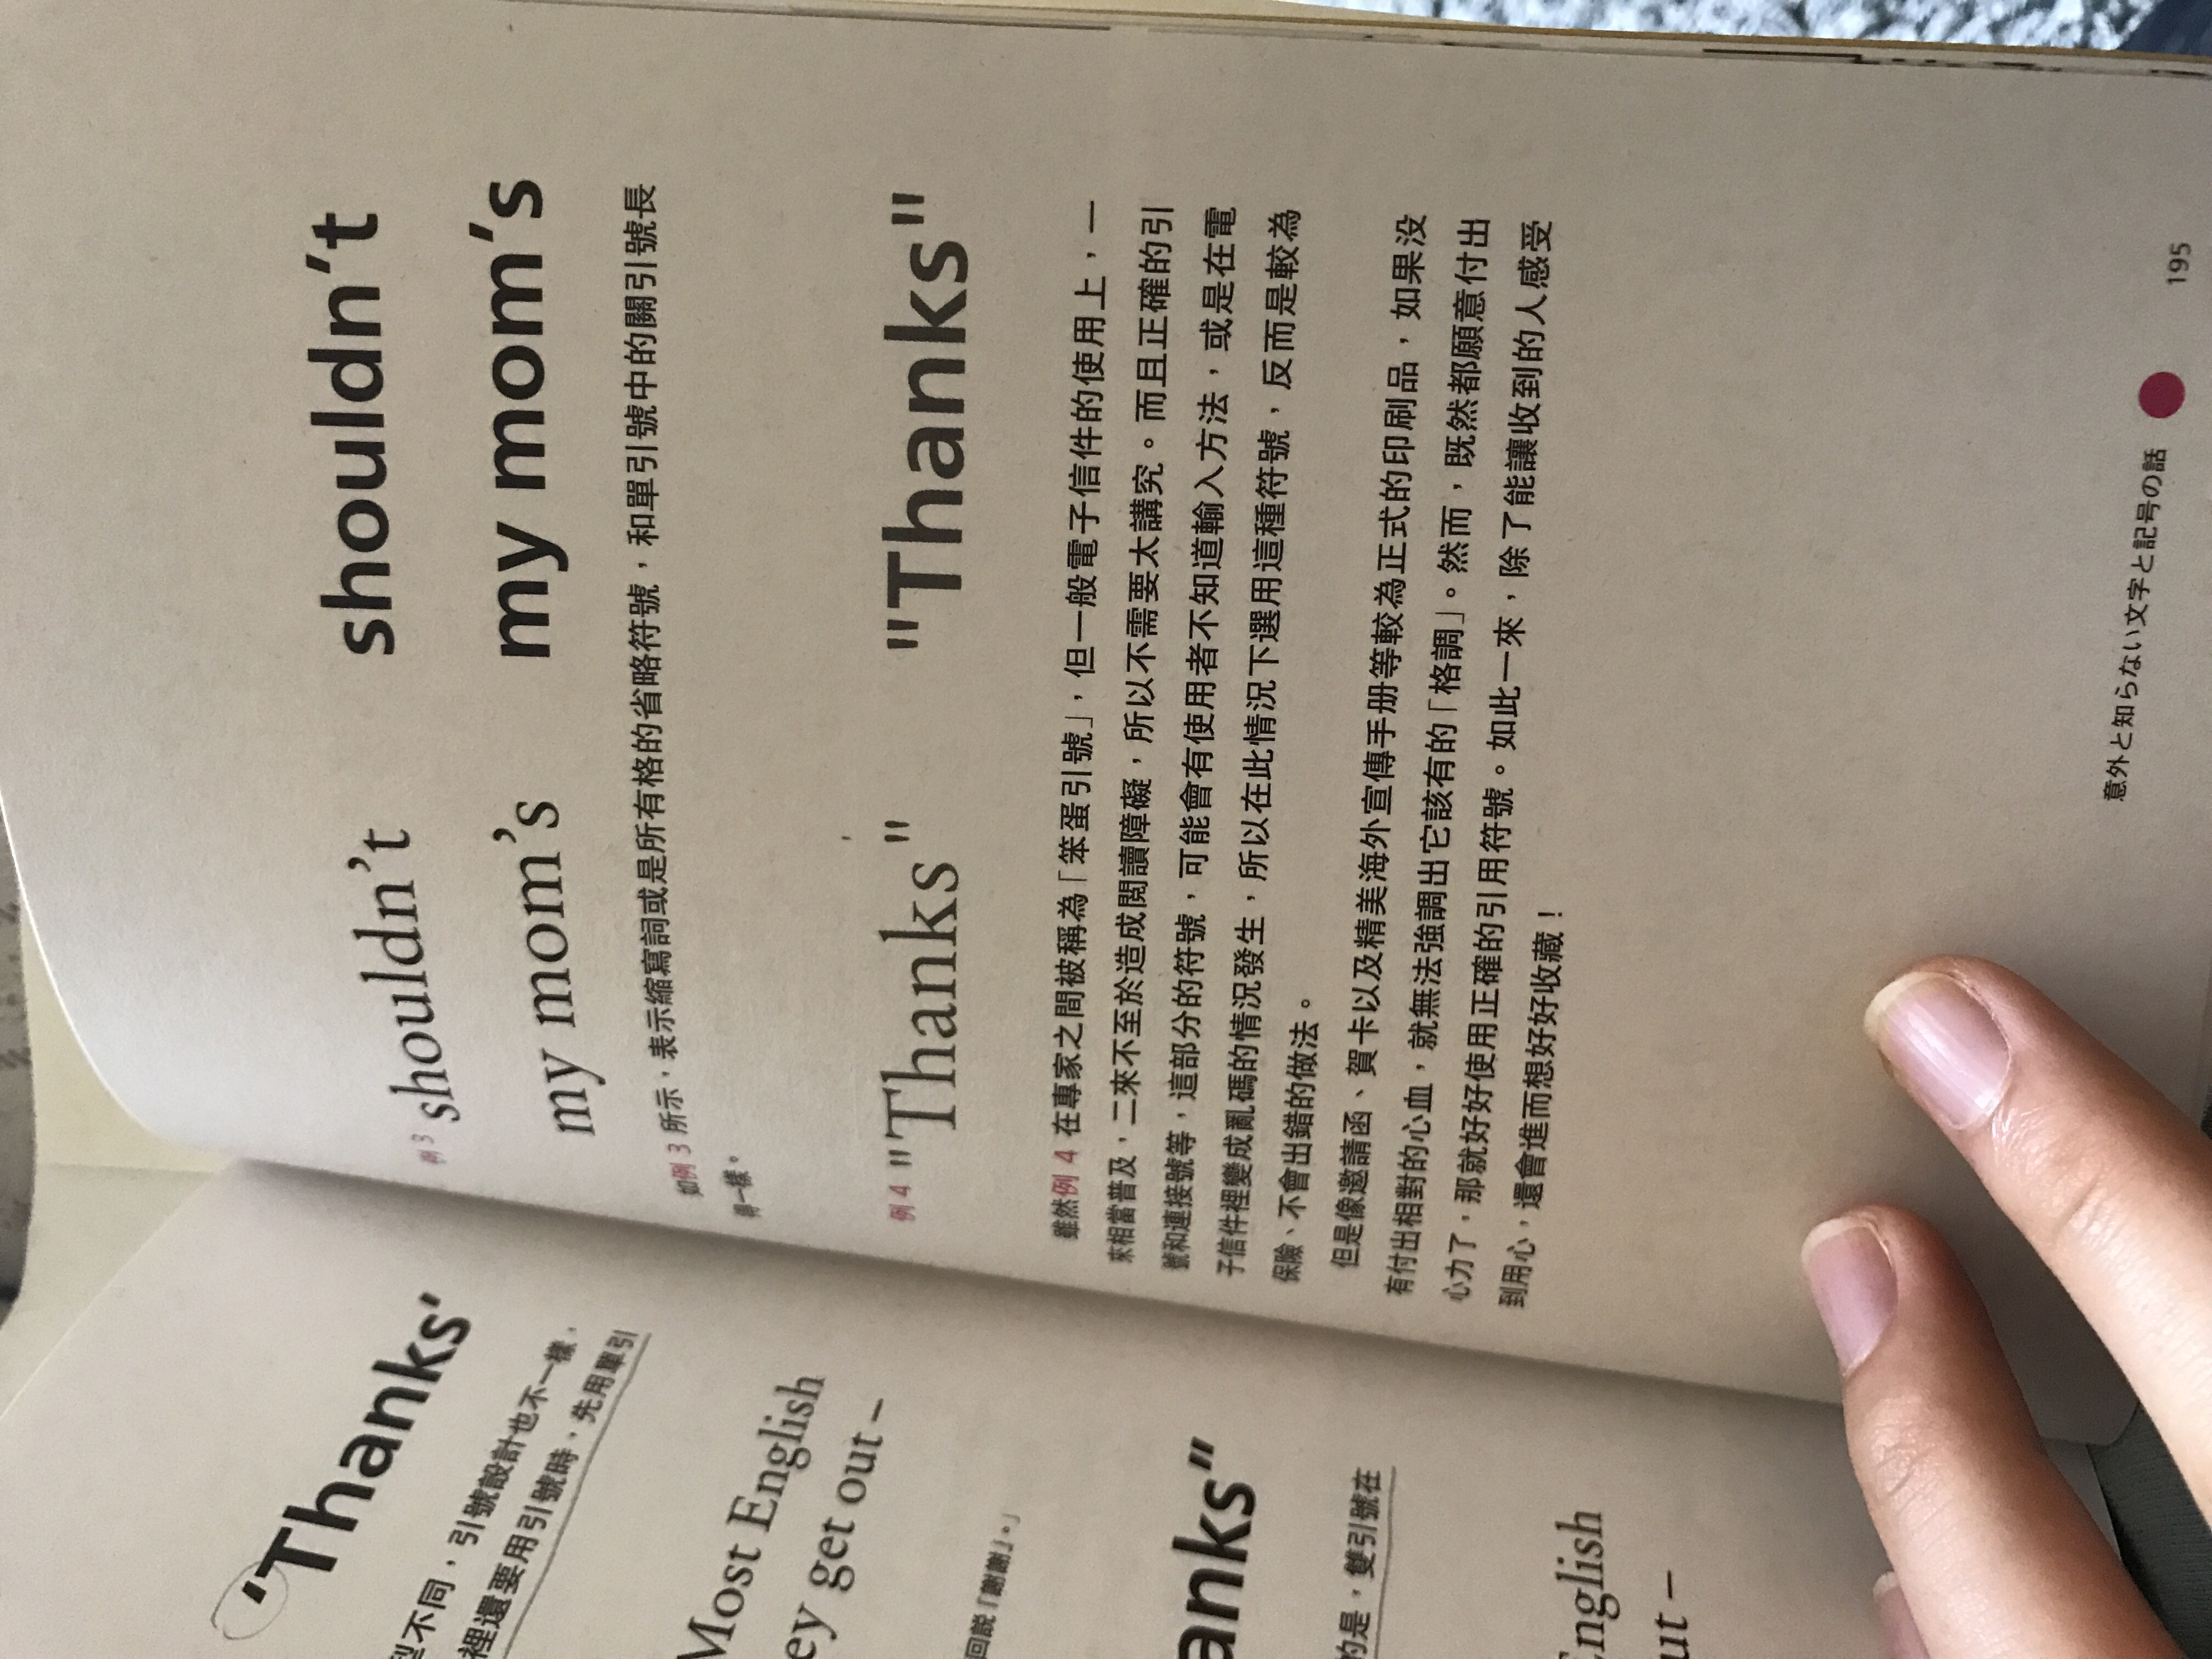 ‘Thanks’
型不同，引號設計也不一樣，
裡還要用引號時，先用單引
Most English
ey get out –
回說「謝謝」。」
anks”
的是，雙引號在
English
ut –
例 3 shouldn’t shouldn’t
my mom’s my mom’s
如例 3 所示，表示縮寫詞或是所有格的省略符號，和單引號中的關引號長
得一樣。
例 4 "Thanks" "Thanks"
雖然例 4 在專家之間被稱為「笨蛋引號」，但一般電子信件的使用上，一
來相當普及，二來不至於造成閱讀障礙，所以不需要太講究。而且正確的引
號和連接號等，這部分的符號，可能會有使用者不知道輸入方法，或是在電
子信件裡變成亂碼的情況發生，所以在此情況下選用這種符號，反而是較為
保險、不會出錯的做法。
但是像邀請函、賀卡以及精美海外宣傳手册等較為正式的印刷品，如果沒
有付出相對的心血，就無法強調出它該有的「格調」。然而，既然都願意付出
心力了，那就好好使用正確的引用符號。如此一來，除了能讓收到的人感受
到用心，還會進而想好好收藏！
意外と知らない文字と記号の話
195